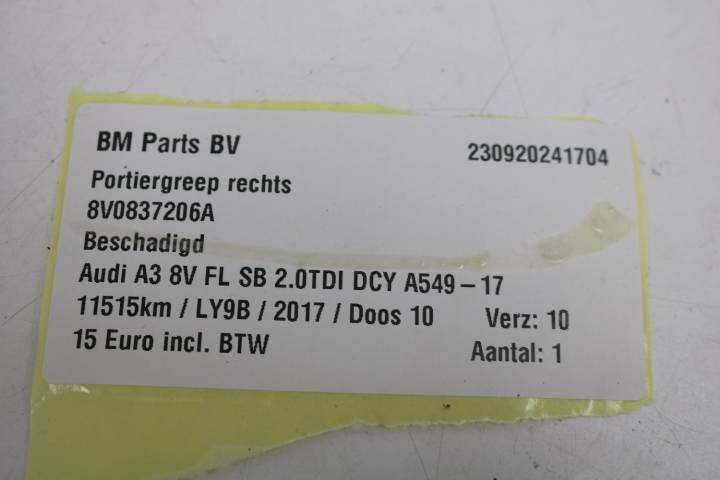 BM Parts BV 230920241704
Portiergreep rechts
8V0837206A
Beschadigd
Audi A3 8V FL SB 2.0TDI DCY A549-17
11515km / LY9B / 2017 / Doos 10 Verz: 10
15 Euro incl. BTW Aantal: 1